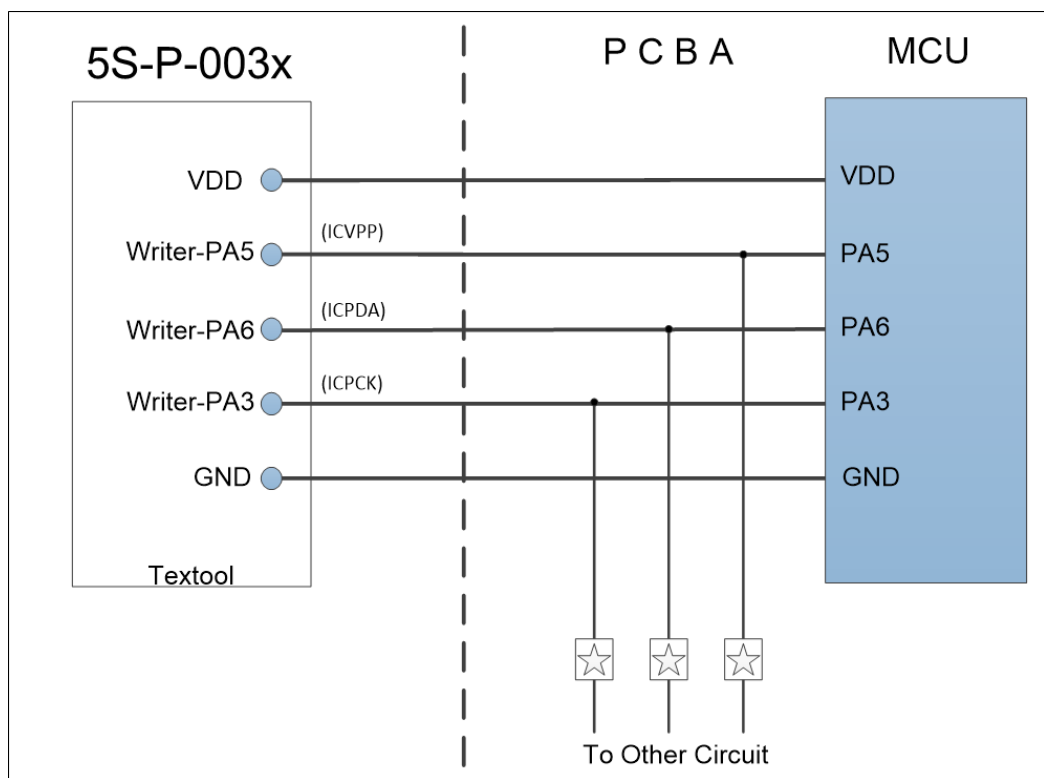 5S-P-003x
P C B A
MCU
VDD
VDD
(ICVPP)
Writer-PA5
PA5
(ICPDA)
Writer-PA6
PA6
(ICPCK)
Writer-PA3
PA3
GND
GND
Textool
To Other Circuit